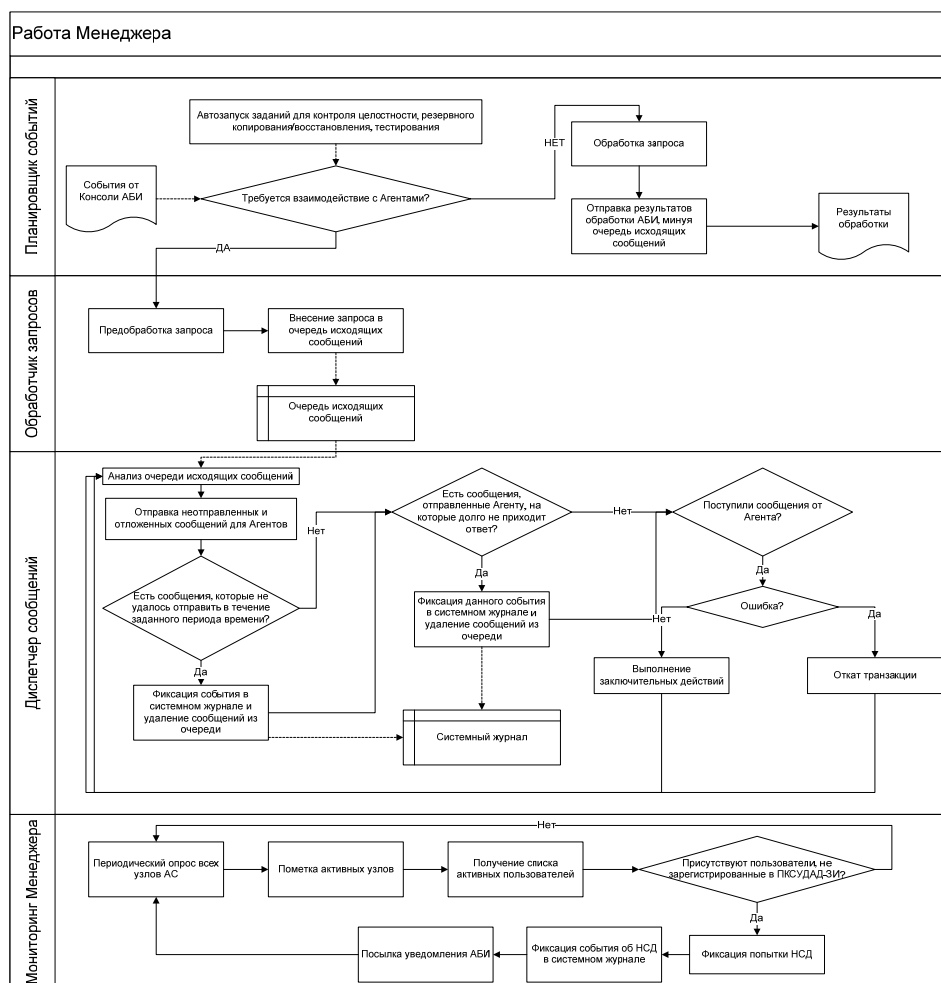 Работа Менеджера
Планировщик событий
Автозапуск заданий для контроля целостности, резервного
копирования/восстановления, тестирования
События от
Консоли АБИ
Требуется взаимодействие с Агентами?
НЕТ
Обработка запроса
Отправка результатов
обработки АБИ, минуя
очередь исходящих
сообщений
Результаты
обработки
ДА
Обработчик запросов
Предобработка запроса
Внесение запроса в
очередь исходящих
сообщений
Очередь исходящих
сообщений
Диспетчер сообщений
Анализ очереди исходящих сообщений
Отправка неотправленных и
отложенных сообщений для Агентов
Нет
Есть сообщения, которые не
удалось отправить в течение
заданного периода времени?
Да
Фиксация события в
системном журнале и
удаление сообщений из
очереди
Есть сообщения,
отправленные Агенту, на
которые долго не приходит
ответ?
Нет
Да
Фиксация данного события
в системном журнале и
удаление сообщений из
очереди
Системный журнал
Поступили сообщения от
Агента?
Да
Ошибка?
Нет
Да
Выполнение
заключительных действий
Откат транзакции
Мониторинг Менеджера
Нет
Периодический опрос всех
узлов АС
Пометка активных узлов
Получение списка
активных пользователей
Присутствуют пользователи, не
зарегистрированные в ПКСУДАД-ЗИ?
Да
Фиксация попытки НСД
Фиксация события об НСД
в системном журнале
Посылка уведомления АБИ